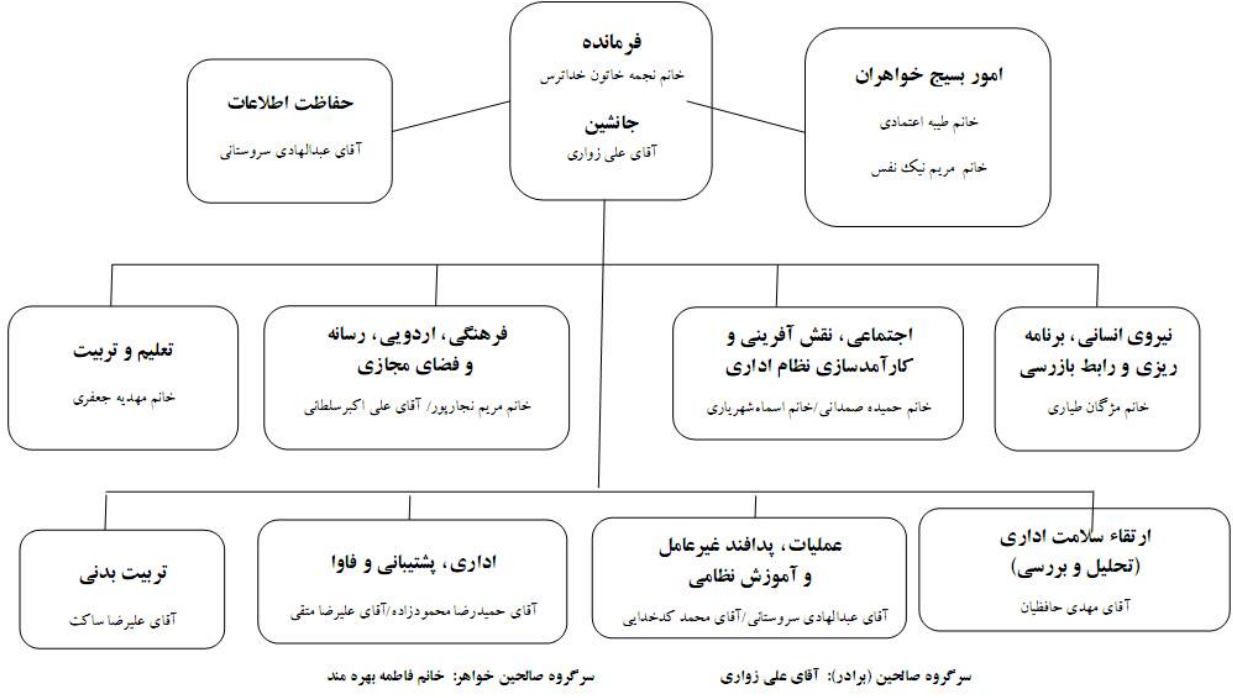 فرمانده
خانم نجمه خاتون خداترس
جانشین
آقای علی زواری
امور بسیج خواهران
خانم طیبه اعتمادی
خانم مریم نیک نفس
حفاظت اطلاعات
آقای عبدالهادی سروستانی
نیروی انسانی، برنامه
ریزی و رابط بازرسی
خانم مژگان طیاری
اجتماعی، نقش آفرینی و
کارآمدسازی نظام اداری
خانم حمیده صمدانی/خانم اسماءشهریاری
فرهنگی، اردویی، رسانه
و فضای مجازی
خانم مریم نجارپور/ آقای علی اکبرسلطانی
تعلیم و تربیت
خانم مهدیه جعفری
ارتقاء سلامت اداری
(تحلیل و بررسی)
آقای مهدی حافظیان
عملیات، پدافند غیرعامل
و آموزش نظامی
آقای عبدالهادی سروستانی/آقای محمد کدخدایی
اداری، پشتیبانی و فاوا
آقای حمیدرضا محمودزاده/آقای علیرضا متقی
تربیت بدنی
آقای علیرضا ساکت
سرگروه صالحین (برادر): آقای علی زواری
سرگروه صالحین خواهر: خانم فاطمه بهره مند